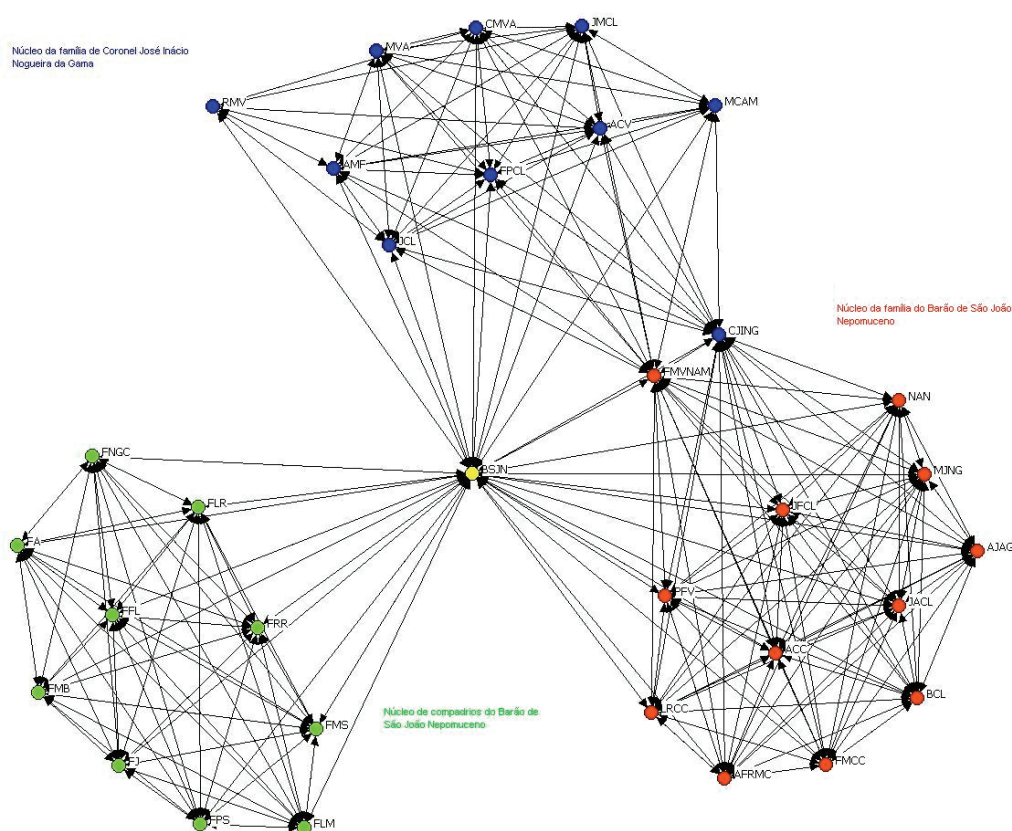 CMVA
JMCL
Núcleo da família de Coronel José Inácio
Nogueira da Gama
MVA
RMV
MCAM
ACV
AMF
FPCL
JCL
Núcleo da família do Barão de São João
Nepomuceno
CJING
FMVNAM
NAN
FNGC
BSJN
MJNG
FLR
JFCL
FA
AJAG
PFV
JACL
FFL
FRR
ACC
FMB
BCL
Núcleo de compadrios do Barão de
São João Nepomuceno
LRCC
FMS
FJ
FMCC
AFRMC
FPS
FLM